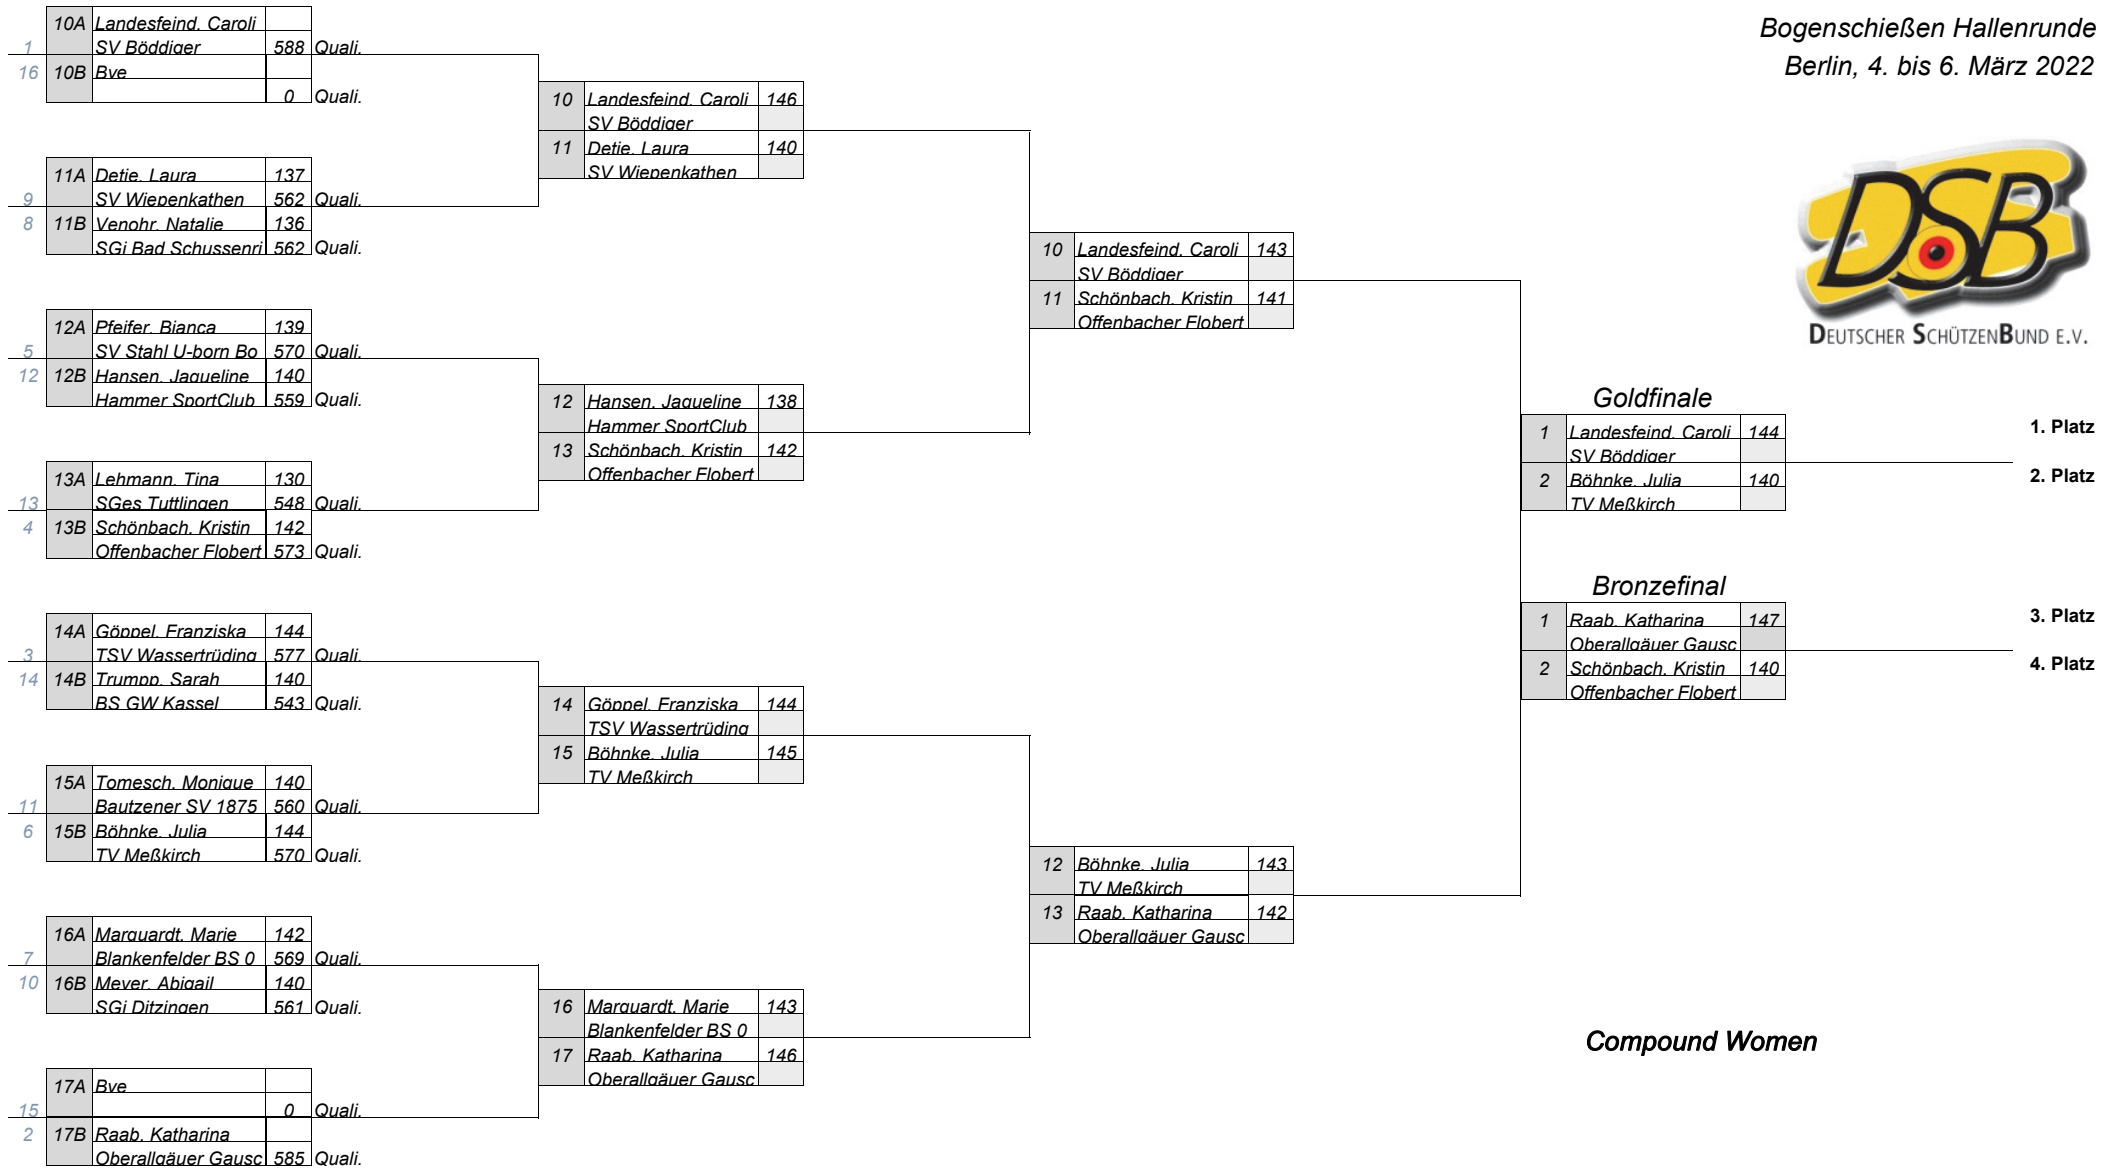 Bogenschießen Hallenrunde
Berlin, 4. bis 6. März 2022
DSB
DEUTSCHER SCHÜTZENBUND E.V.
10A Landesfeind, Caroli
1 SV Böddiger 588 Quali.
16 10B Bye
0 Quali.
11A Detje, Laura 137
9 SV Wiepenkathen 562 Quali.
8 11B Venohr, Natalie 136
SGi Bad Schussenri 562 Quali.
12A Pfeifer, Bianca 139
5 SV Stahl U-born Bo 570 Quali.
12 12B Hansen, Jaqueline 140
Hammer SportClub 559 Quali.
13A Lehmann, Tina 130
13 SGes Tuttlingen 548 Quali.
4 13B Schönbach, Kristin 142
Offenbacher Flobert 573 Quali.
14A Göppel, Franziska 144
3 TSV Wassertrüding 577 Quali.
14 14B Trumpp, Sarah 140
BS GW Kassel 543 Quali.
15A Tomesch, Monique 140
11 Bautzener SV 1875 560 Quali.
6 15B Böhnke, Julia 144
TV Meßkirch 570 Quali.
16A Marquardt, Marie 142
7 Blankenfelder BS 0 569 Quali.
10 16B Meyer, Abigail 140
SGi Ditzingen 561 Quali.
17A Bye
15 0 Quali.
2 17B Raab, Katharina
Oberallgäuer Gausc 585 Quali.
10 Landesfeind, Caroli 146
SV Böddiger
11 Detje, Laura 140
SV Wiepenkathen
12 Hansen, Jaqueline 138
Hammer SportClub
13 Schönbach, Kristin 142
Offenbacher Flobert
14 Göppel, Franziska 144
TSV Wassertrüding
15 Böhnke, Julia 145
TV Meßkirch
16 Marquardt, Marie 143
Blankenfelder BS 0
17 Raab, Katharina 146
Oberallgäuer Gausc
10 Landesfeind, Caroli 143
SV Böddiger
11 Schönbach, Kristin 141
Offenbacher Flobert
12 Böhnke, Julia 143
TV Meßkirch
13 Raab, Katharina 142
Oberallgäuer Gausc
Goldfinale
1 Landesfeind, Caroli 144 1. Platz
SV Böddiger
2 Böhnke, Julia 140 2. Platz
TV Meßkirch
Bronzefinal
1 Raab, Katharina 147 3. Platz
Oberallgäuer Gausc
2 Schönbach, Kristin 140 4. Platz
Offenbacher Flobert
Compound Women